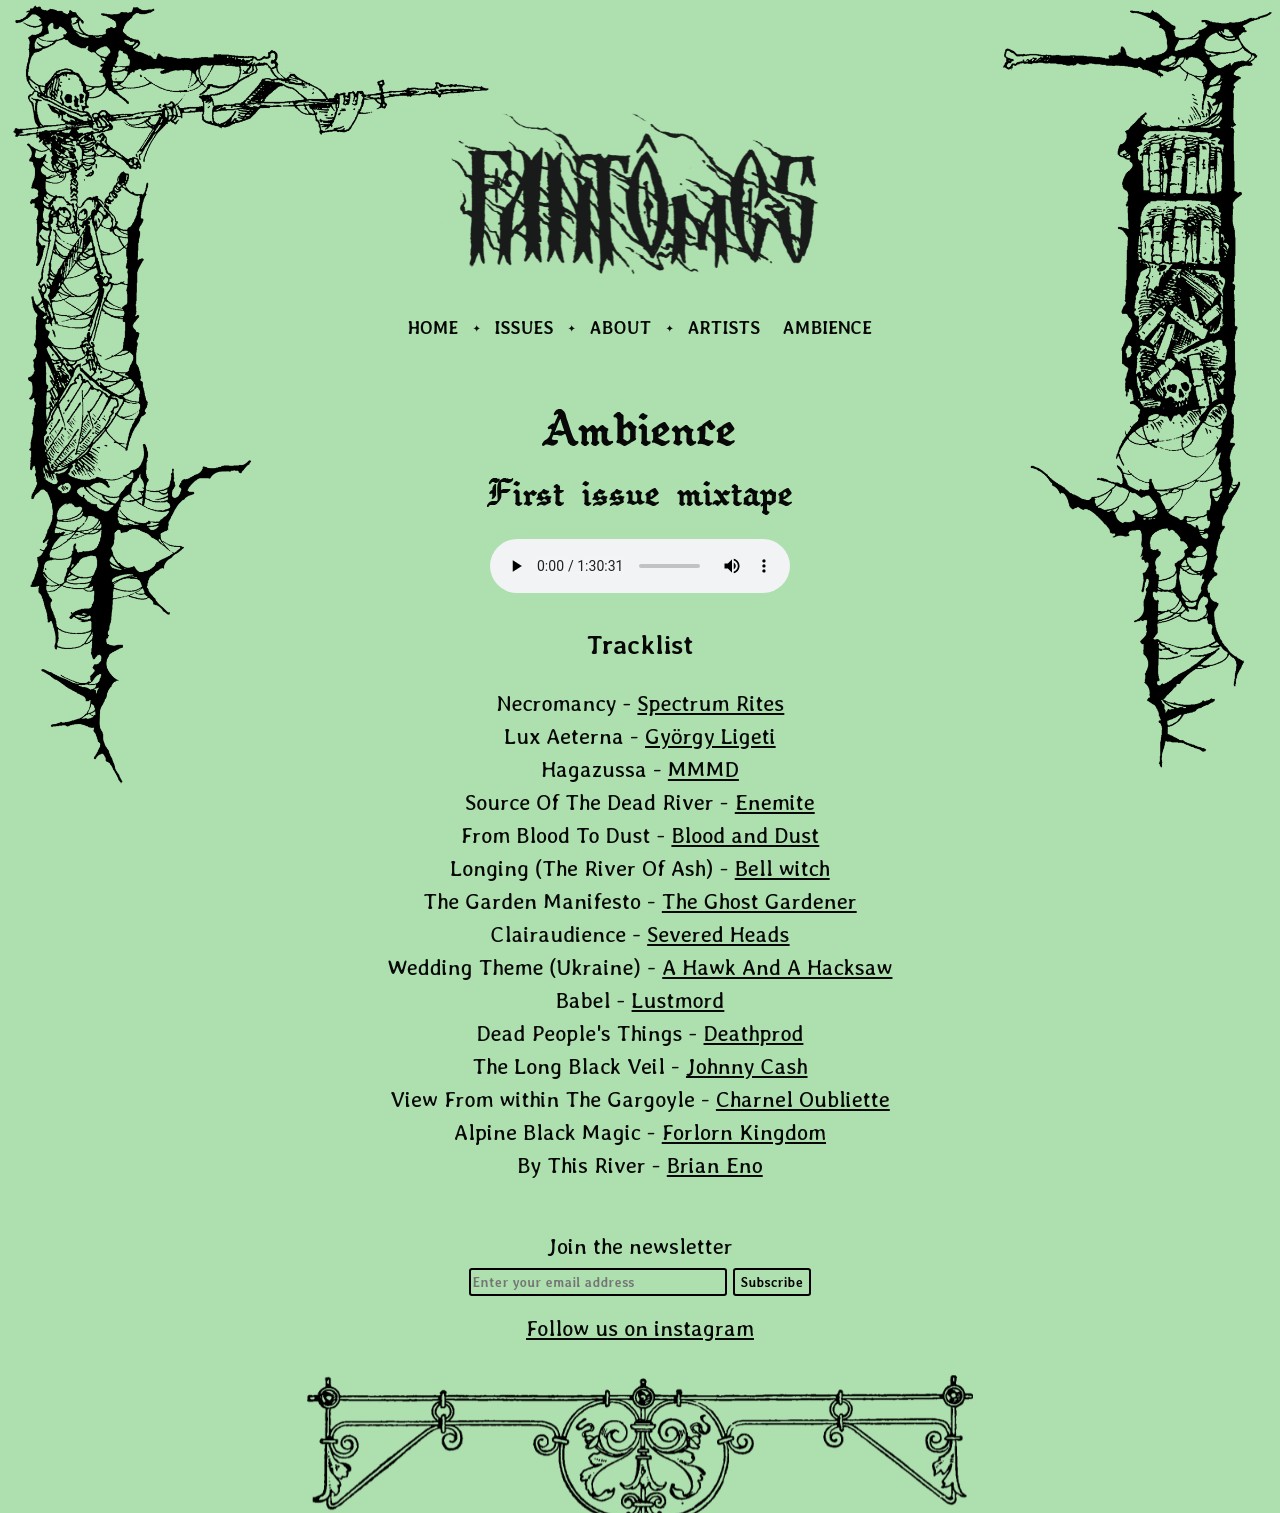 FANTÔMES
HOME ✦ ISSUES ✦ ABOUT ✦ ARTISTS AMBIENCE
Ambience
First issue mixtape
0:00 / 1:30:31
Tracklist
Necromancy - Spectrum Rites
Lux Aeterna - György Ligeti
Hagazussa - MMMD
Source Of The Dead River - Enemite
From Blood To Dust - Blood and Dust
Longing (The River Of Ash) - Bell witch
The Garden Manifesto - The Ghost Gardener
Clairaudience - Severed Heads
Wedding Theme (Ukraine) - A Hawk And A Hacksaw
Babel - Lustmord
Dead People's Things - Deathprod
The Long Black Veil - Johnny Cash
View From within The Gargoyle - Charnel Oubliette
Alpine Black Magic - Forlorn Kingdom
By This River - Brian Eno
Join the newsletter
Enter your email address Subscribe
Follow us on instagram